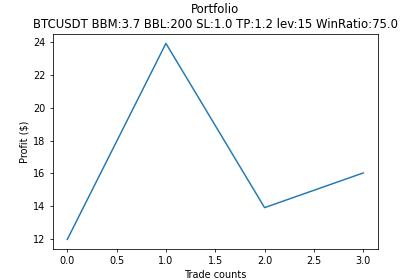 Portfolio
BTCUSDT BBM:3.7 BBL:200 SL:1.0 TP:1.2 lev:15 WinRatio:75.0
24
22
20
18
16
14
12
Profit ($)
0.0 0.5 1.0 1.5 2.0 2.5 3.0
Trade counts